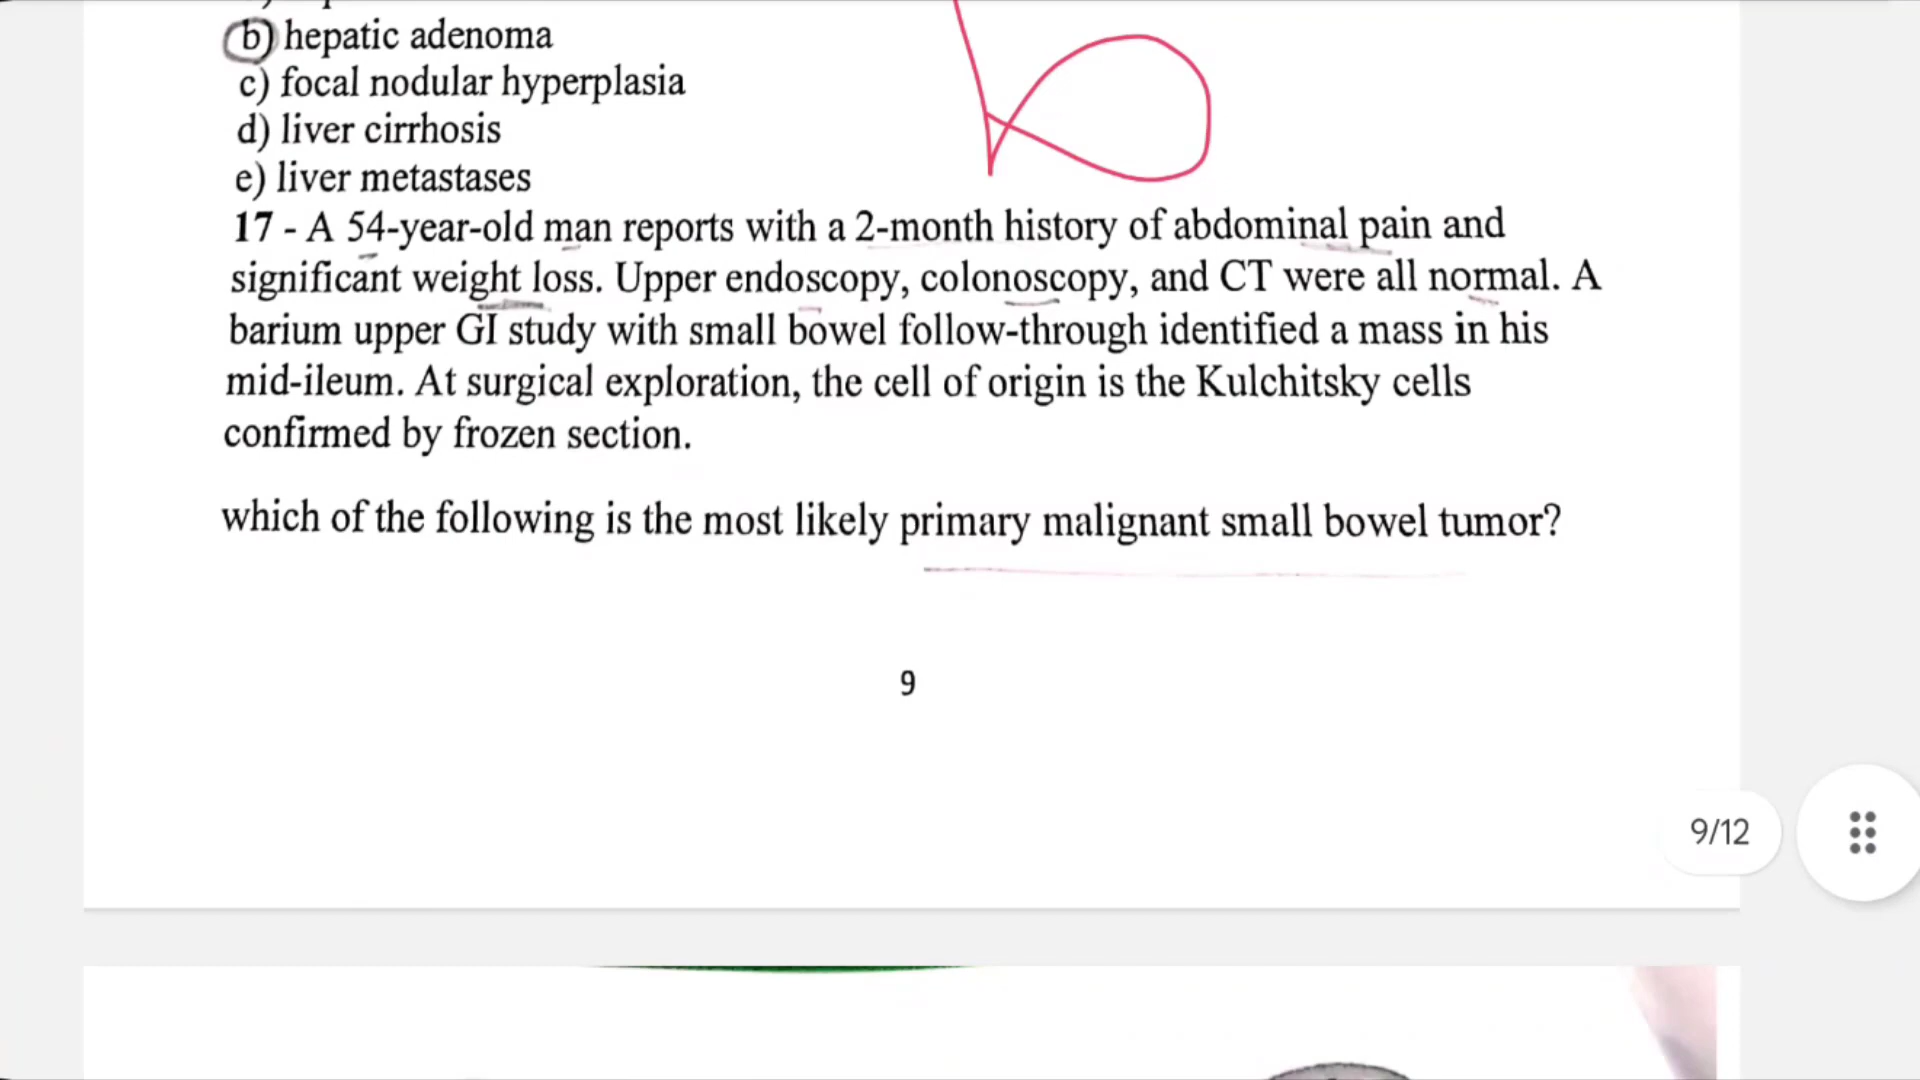 b) hepatic adenoma
c) focal nodular hyperplasia
d) liver cirrhosis
e) liver metastases
17 - A 54-year-old man reports with a 2-month history of abdominal pain and
significant weight loss. Upper endoscopy, colonoscopy, and CT were all normal. A
barium upper GI study with small bowel follow-through identified a mass in his
mid-ileum. At surgical exploration, the cell of origin is the Kulchitsky cells
confirmed by frozen section.
which of the following is the most likely primary malignant small bowel tumor?
9
9/12